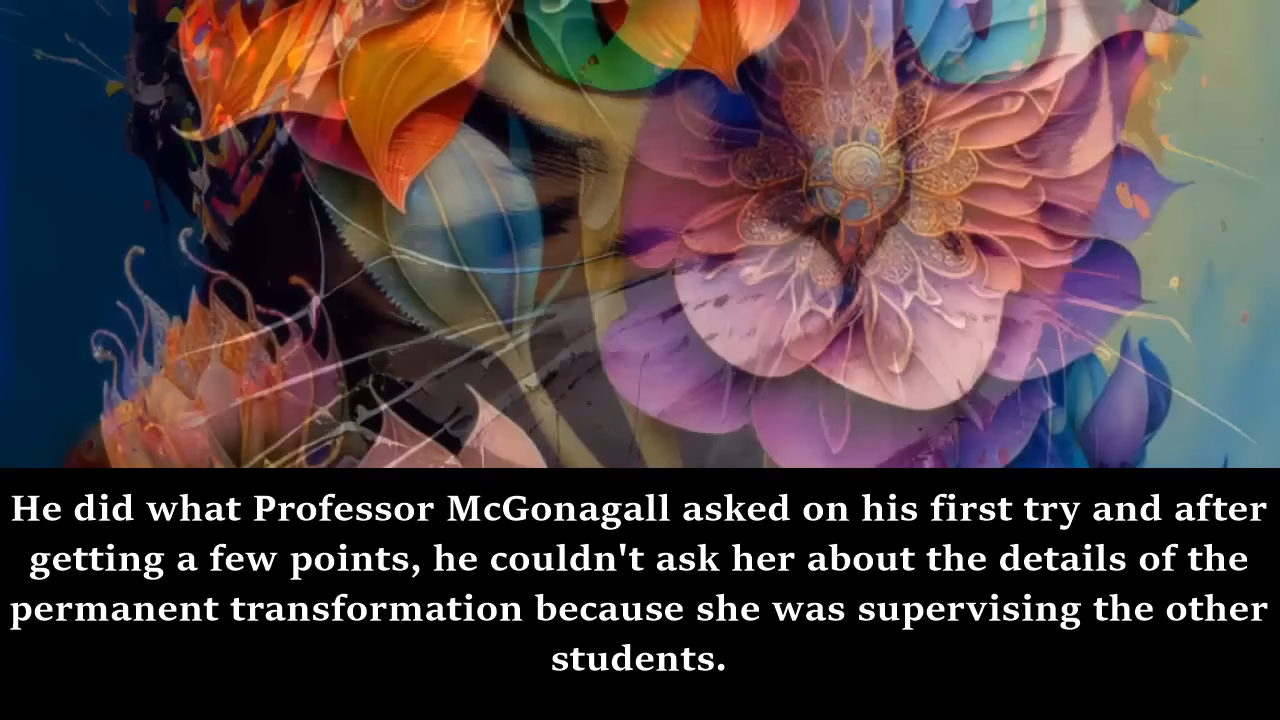 He did what Professor McGonagall asked on his first try and after
getting a few points, he couldn't ask her about the details of the
permanent transformation because she was supervising the other
students.